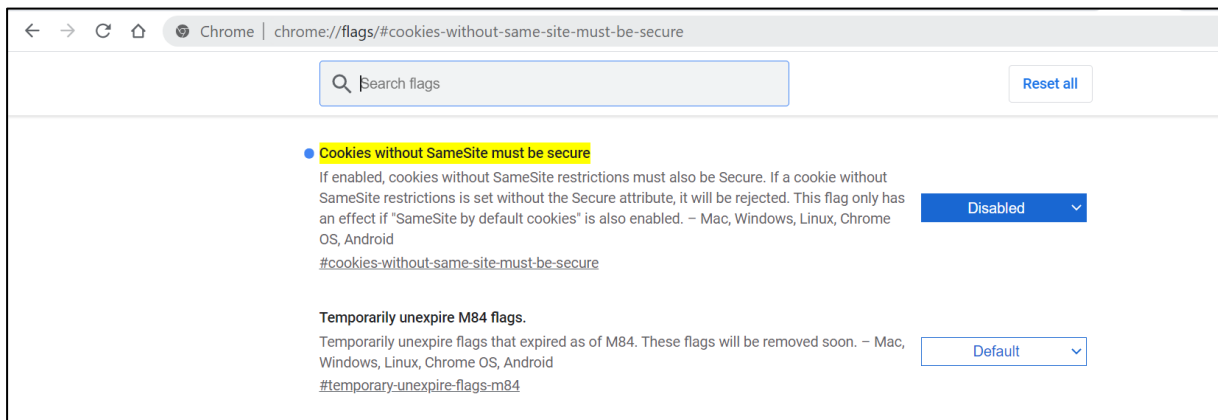 Chrome | chrome://flags/#cookies-without-same-site-must-be-secure
Search flags
Reset all
Cookies without SameSite must be secure
If enabled, cookies without SameSite restrictions must also be Secure. If a cookie without
SameSite restrictions is set without the Secure attribute, it will be rejected. This flag only has
an effect if "SameSite by default cookies" is also enabled. – Mac, Windows, Linux, Chrome
OS, Android
Disabled
#cookies-without-same-site-must-be-secure
Temporarily unexpire M84 flags.
Temporarily unexpire flags that expired as of M84. These flags will be removed soon. – Mac,
Windows, Linux, Chrome OS, Android
Default
#temporary-unexpire-flags-m84